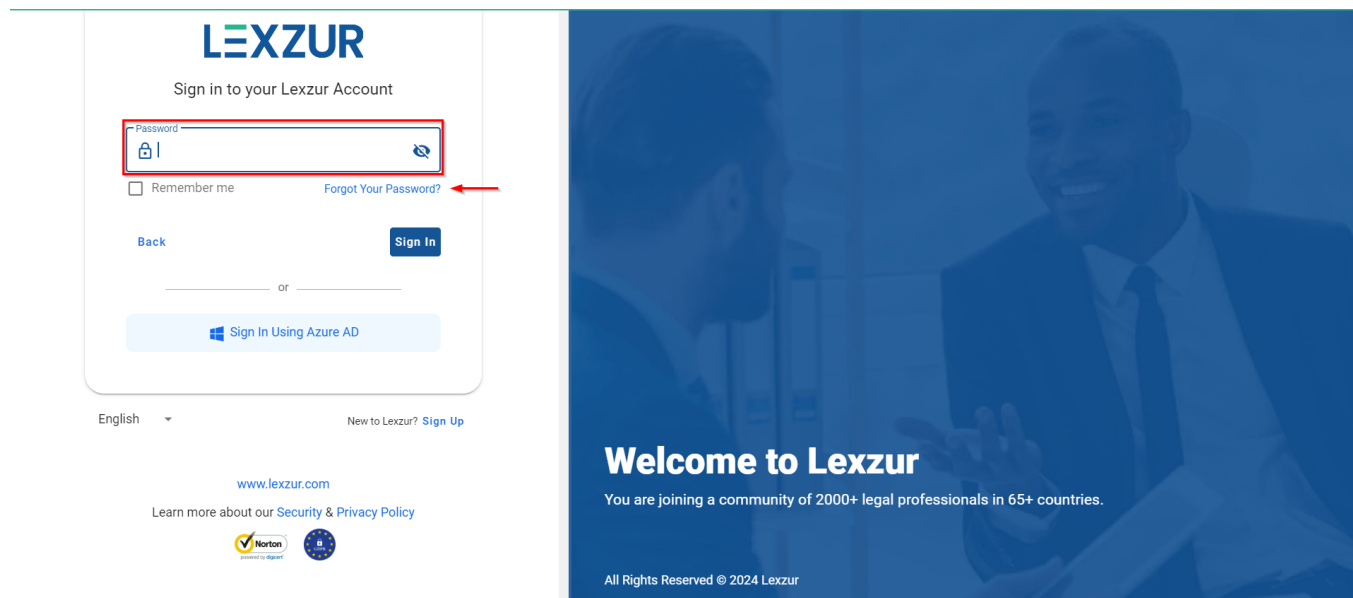 LEXZUR
Sign in to your Lexzur Account
Password
Remember me
Forgot Your Password?
Back
Sign In
or
Sign In Using Azure AD
English
New to Lexzur? Sign Up
www.lexzur.com
Learn more about our Security & Privacy Policy
Norton
powered by digicert
Welcome to Lexzur
You are joining a community of 2000+ legal professionals in 65+ countries.
All Rights Reserved © 2024 Lexzur